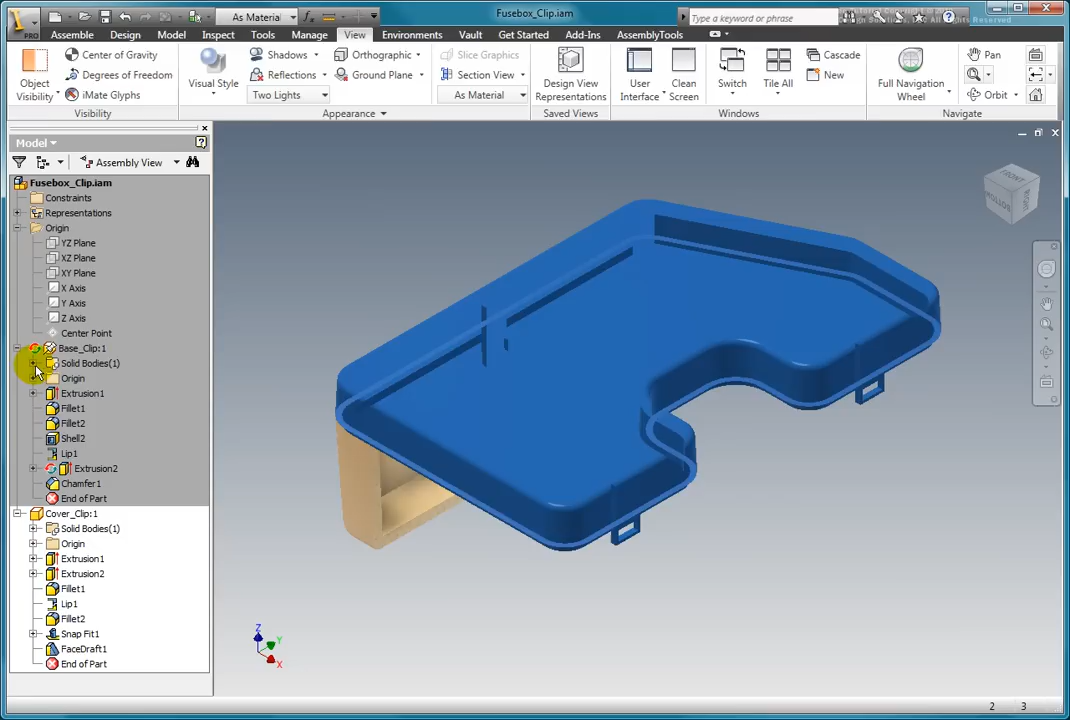 PRO
As Material
Fusebox_Clip.iam
Type a keyword or phrase
Reserved
Assembly Design Model Inspect Tools Manage View Environments Vault Get Started Add-Ins AssemblyTools
Object
Visibility
Center of Gravity
Degrees of Freedom
iMate Glyphs
Visibility
Visual Style
Shadows
Reflections
Two Lights
Orthographic
Ground Plane
Slice Graphics
Section View
As Material
Appearance
Design View
Representations
Saved Views
User
Interface
Clean
Screen
Switch
Tile All
Cascade
New
Windows
Full Navigation
Wheel
Pan
Orbit
Navigate
Model
Assembly View
Fusebox_Clip.iam
Constraints
Representations
Origin
YZ Plane
XZ Plane
XY Plane
X Axis
Y Axis
Z Axis
Center Point
Base_Clip:1
Solid Bodies(1)
Origin
Extrusion1
Fillet1
Fillet2
Shell2
Lip1
Extrusion2
Chamfer1
End of Part
Cover_Clip:1
Solid Bodies(1)
Origin
Extrusion1
Extrusion2
Fillet1
Lip1
Fillet2
Snap Fit1
FaceDraft1
End of Part
FRONT
RIGHT
BOTTOM
Z
Y
X
2 3